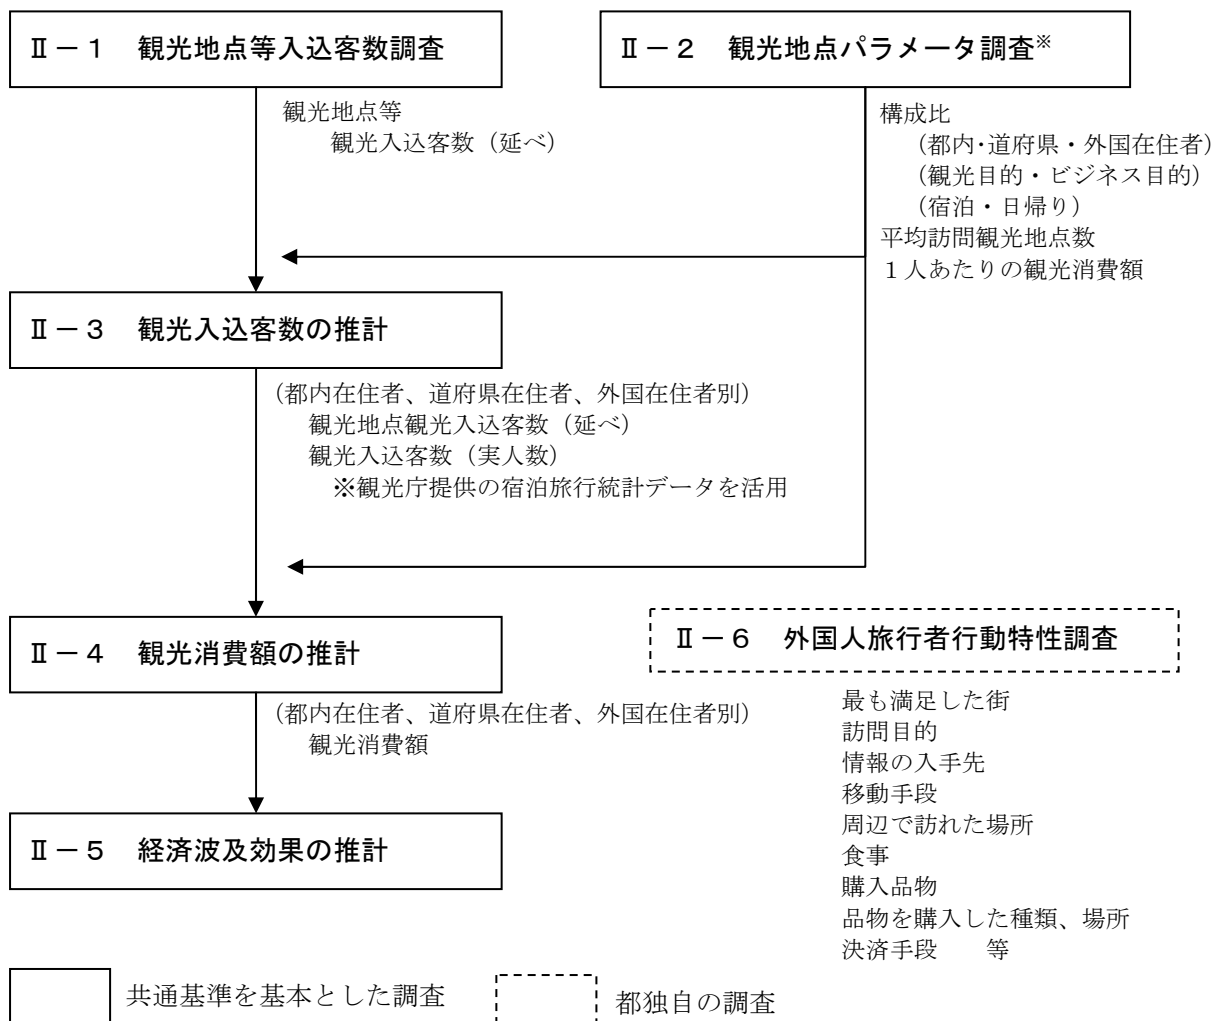 Ⅱ－１　観光地点等入込客数調査
Ⅱ－２　観光地点パラメータ調査※
観光地点等
観光入込客数（延べ）
構成比
（都内･道府県・外国在住者）
（観光目的・ビジネス目的）
（宿泊・日帰り）
平均訪問観光地点数
１人あたりの観光消費額
Ⅱ－３　観光入込客数の推計
（都内在住者、道府県在住者、外国在住者別）
観光地点観光入込客数（延べ）
観光入込客数（実人数）
※観光庁提供の宿泊旅行統計データを活用
Ⅱ－４　観光消費額の推計
（都内在住者、道府県在住者、外国在住者別）
観光消費額
Ⅱ－５　経済波及効果の推計
Ⅱ－６　外国人旅行者行動特性調査
最も満足した街
訪問目的
情報の入手先
移動手段
周辺で訪れた場所
食事
購入品物
品物を購入した種類、場所
決済手段　　等
共通基準を基本とした調査
都独自の調査